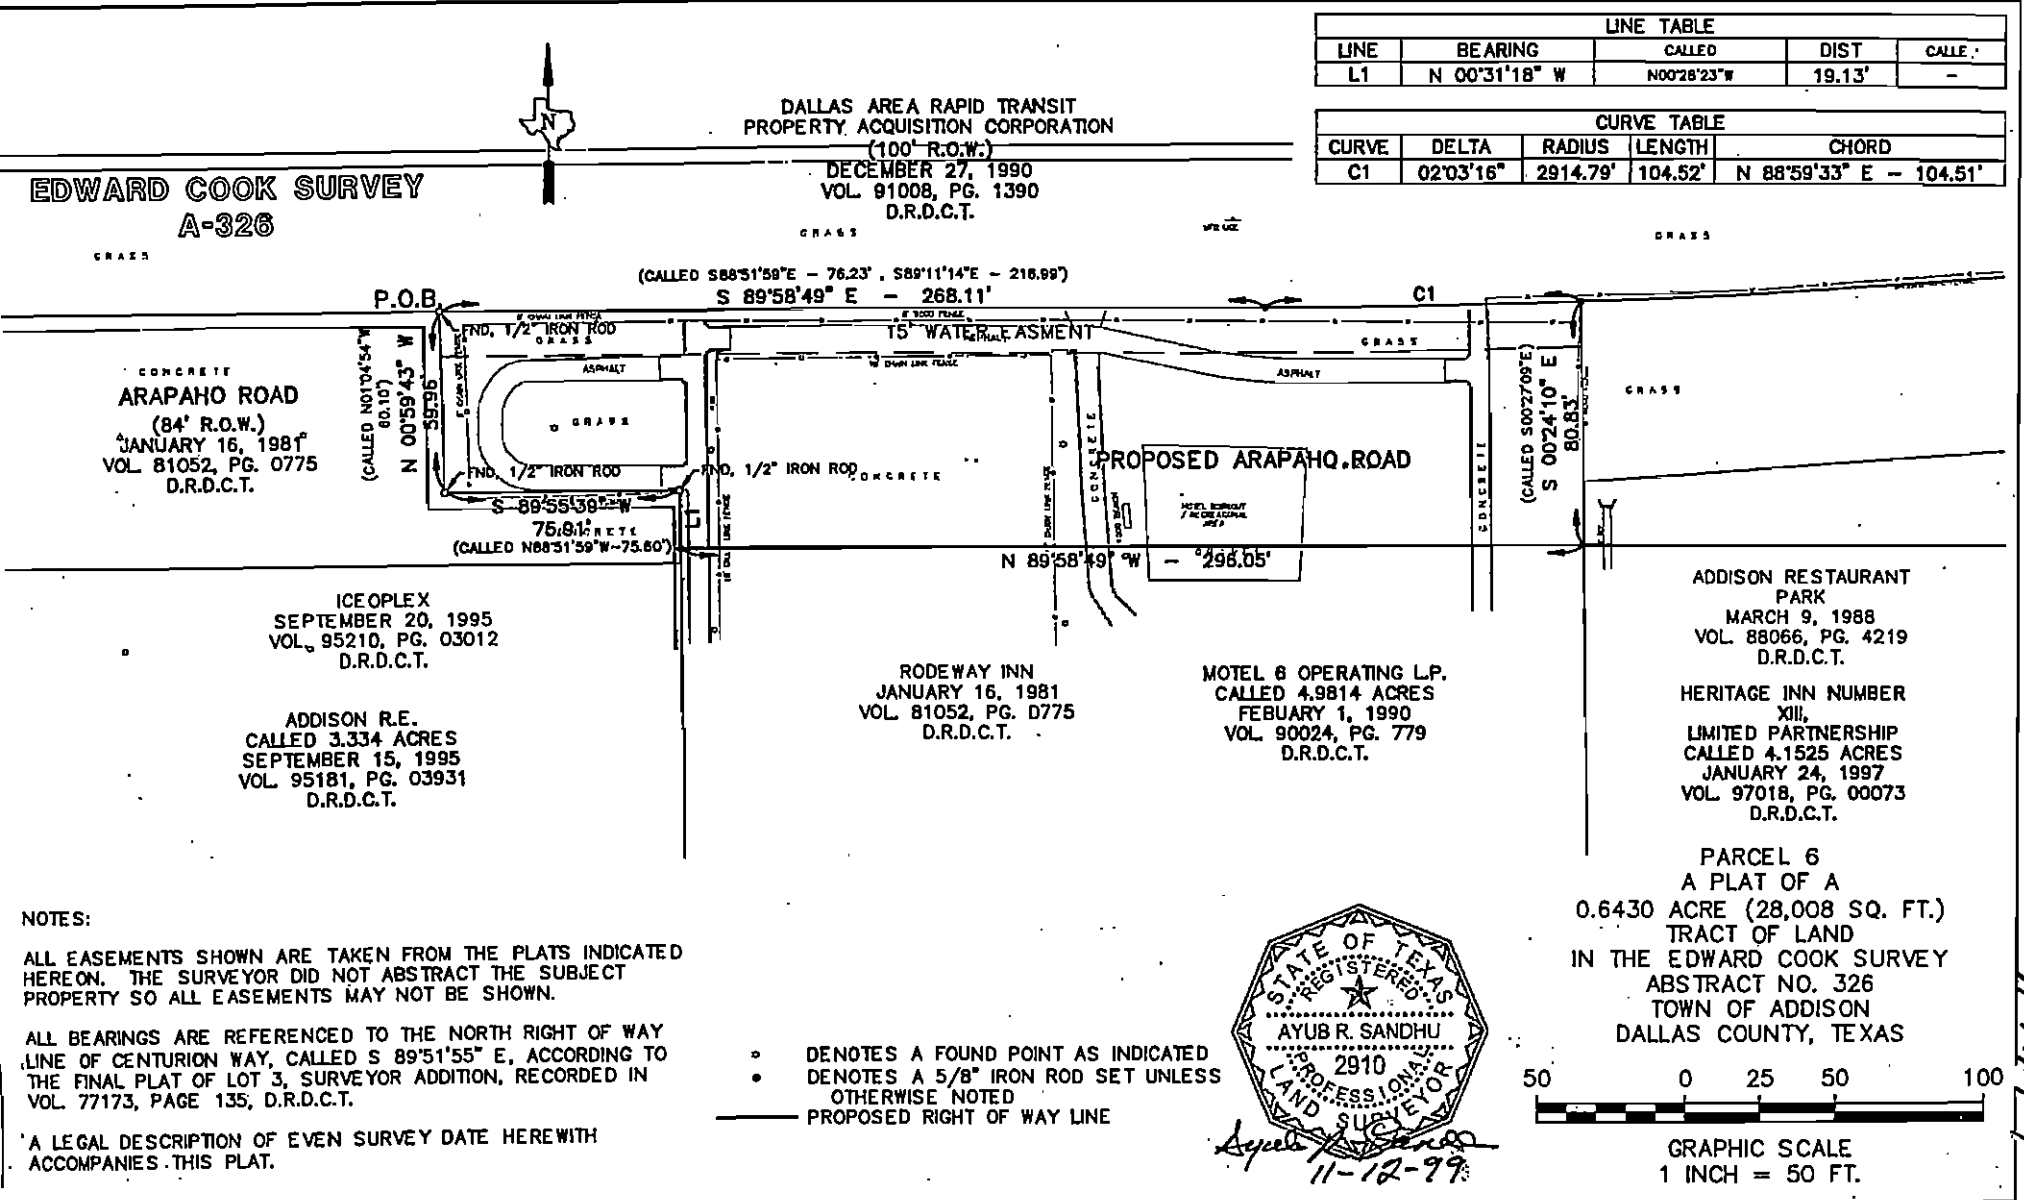 LINE TABLE
LINE BEARING CALLED DIST CALLE
L1 N 00°31'18" W N00°28'23"W 19.13' -
CURVE TABLE
CURVE DELTA RADIUS LENGTH CHORD
C1 02°03'16" 2914.79' 104.52' N 88°59'33" E - 104.51'
N
DALLAS AREA RAPID TRANSIT
PROPERTY ACQUISITION CORPORATION
(100' R.O.W.)
DECEMBER 27, 1990
VOL. 91008, PG. 1390
D.R.D.C.T.
EDWARD COOK SURVEY
A-326
GRASS
GRASS
GRASS
(CALLED S88°51'59"E - 76.23' , S89°11'14"E - 216.99')
S 89°58'49" E - 268.11'
C1
P.O.B.
FND. 1/2" IRON ROD
GRASS
15' WATER EASMENT
ASPHALT
GRASS
ASPHALT
ASPHALT
GRASS
GRASS
CONCRETE
ARAPAHO ROAD
(84' R.O.W.)
JANUARY 16, 1981
VOL. 81052, PG. 0775
D.R.D.C.T.
(CALLED N01°04'54"W
60.10')
N 00°59'43" W
59.96'
FND. 1/2" IRON ROD
FND. 1/2" IRON ROD
CONCRETE
CONCRETE
PROPOSED ARAPAHO ROAD
CONCRETE
(CALLED S00°27'09"E)
S 00°24'10" E
80.83'
S 89°55'39" W
75.81'
(CALLED N88°51'59"W-75.60')
L1
N 89°58'49" W - 296.05'
ICEOPLEX
SEPTEMBER 20, 1995
VOL. 95210, PG. 03012
D.R.D.C.T.
ADDISON R.E.
CALLED 3.334 ACRES
SEPTEMBER 15, 1995
VOL. 95181, PG. 03931
D.R.D.C.T.
RODEWAY INN
JANUARY 16, 1981
VOL. 81052, PG. 0775
D.R.D.C.T.
MOTEL 6 OPERATING L.P.
CALLED 4.9814 ACRES
FEBUARY 1, 1990
VOL. 90024, PG. 779
D.R.D.C.T.
ADDISON RESTAURANT
PARK
MARCH 9, 1988
VOL. 88066, PG. 4219
D.R.D.C.T.
HERITAGE INN NUMBER
XIII,
LIMITED PARTNERSHIP
CALLED 4.1525 ACRES
JANUARY 24, 1997
VOL. 97018, PG. 00073
D.R.D.C.T.
PARCEL 6
A PLAT OF A
0.6430 ACRE (28,008 SQ. FT.)
TRACT OF LAND
IN THE EDWARD COOK SURVEY
ABSTRACT NO. 326
TOWN OF ADDISON
DALLAS COUNTY, TEXAS
NOTES:
ALL EASEMENTS SHOWN ARE TAKEN FROM THE PLATS INDICATED
HEREON. THE SURVEYOR DID NOT ABSTRACT THE SUBJECT
PROPERTY SO ALL EASEMENTS MAY NOT BE SHOWN.
ALL BEARINGS ARE REFERENCED TO THE NORTH RIGHT OF WAY
LINE OF CENTURION WAY, CALLED S 89°51'55" E, ACCORDING TO
THE FINAL PLAT OF LOT 3, SURVEYOR ADDITION, RECORDED IN
VOL. 77173, PAGE 135, D.R.D.C.T.
A LEGAL DESCRIPTION OF EVEN SURVEY DATE HEREWITH
ACCOMPANIES THIS PLAT.
DENOTES A FOUND POINT AS INDICATED
DENOTES A 5/8" IRON ROD SET UNLESS
OTHERWISE NOTED
PROPOSED RIGHT OF WAY LINE
STATE OF TEXAS
REGISTERED
AYUB R. SANDHU
2910
PROFESSIONAL
LAND SURVEYOR
11-12-99
50 0 25 50 100
GRAPHIC SCALE
1 INCH = 50 FT.